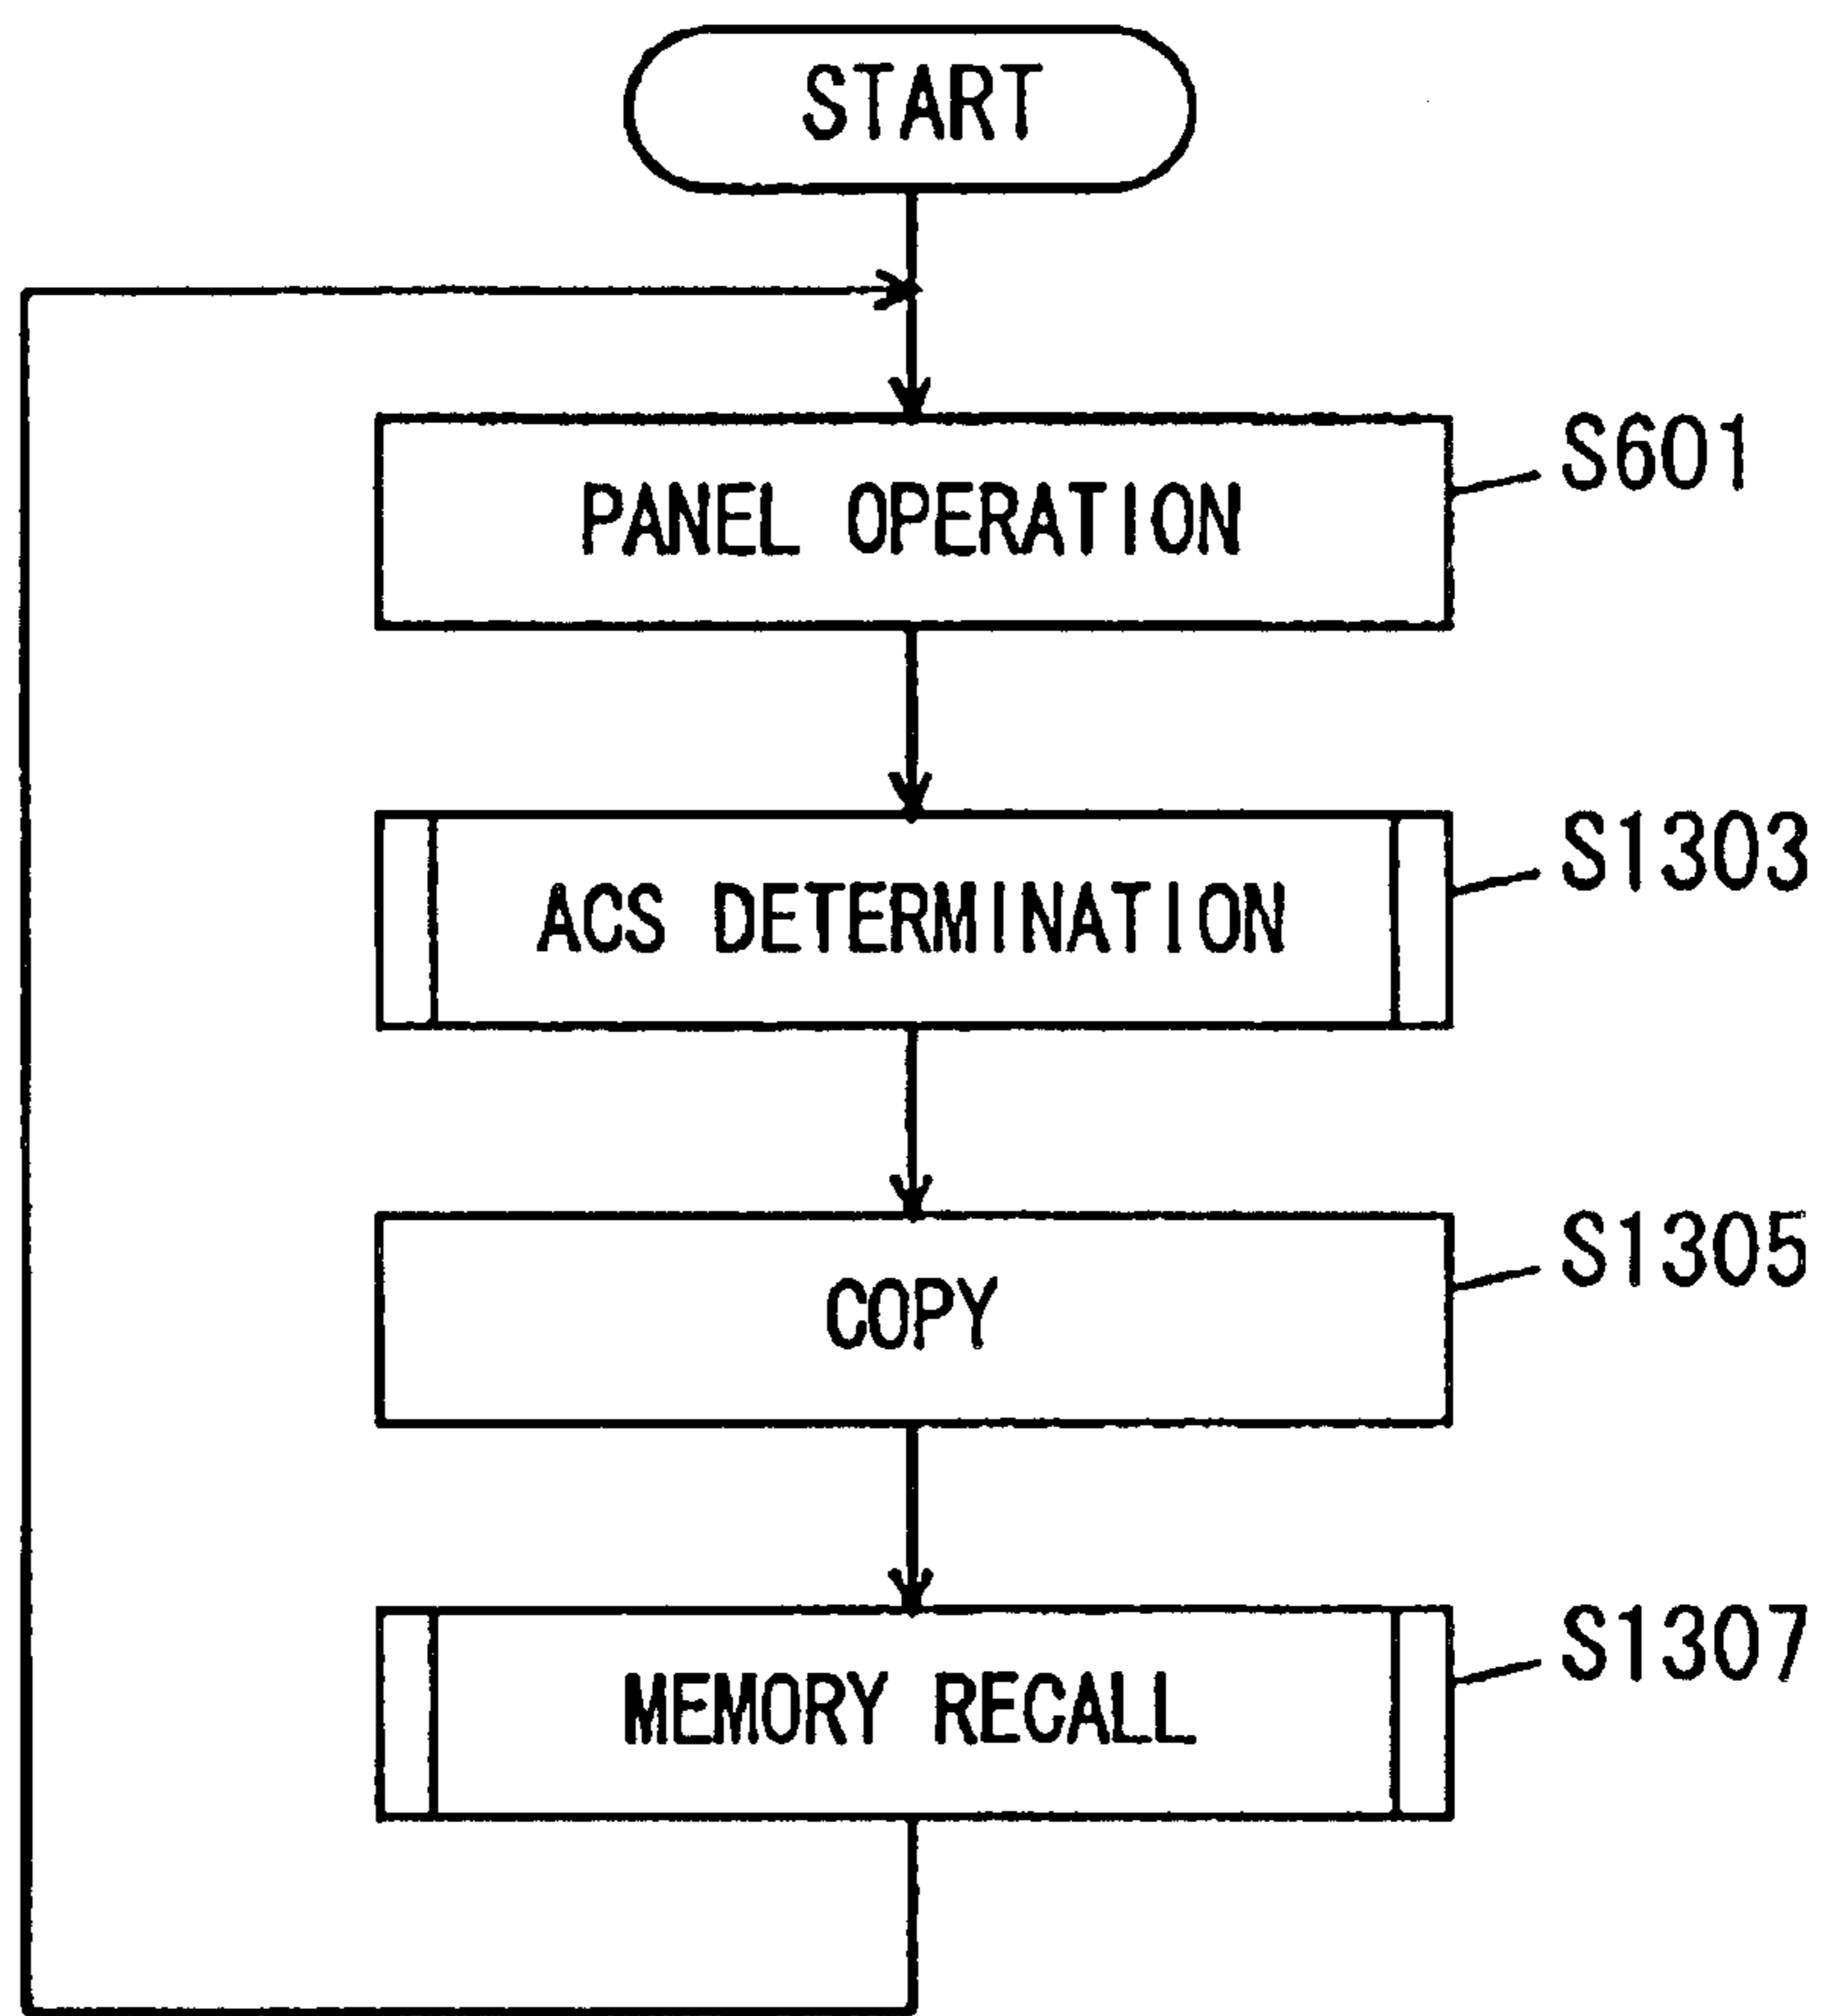 START
PANEL OPERATION
S601
ACS DETERMINATION
S1303
COPY
S1305
MEMORY RECALL
S1307